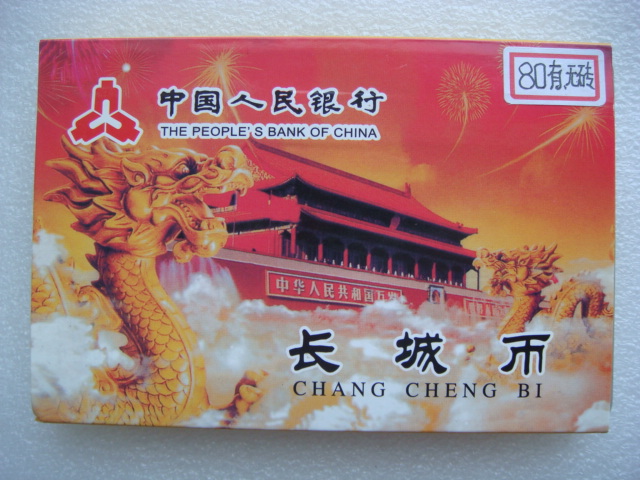 中国人民银行
THE PEOPLE'S BANK OF CHINA
80有,无砖
中华人民共和国万岁
长城币
CHANG CHENG BI